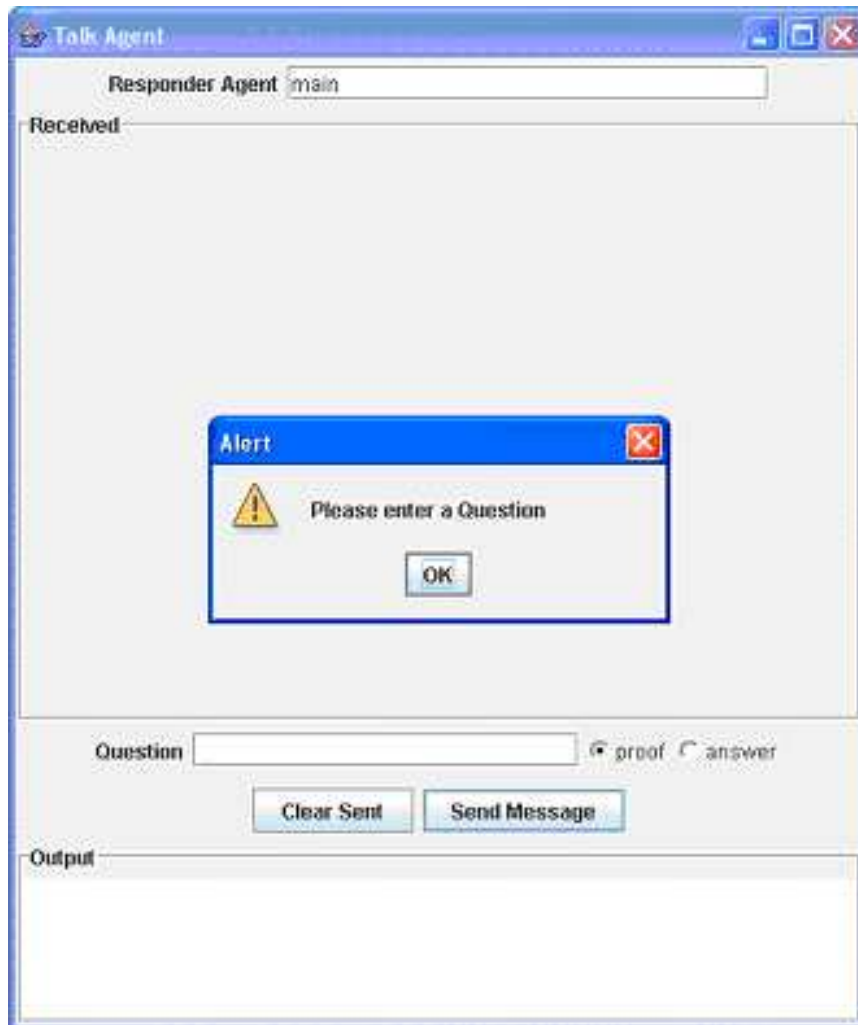 Talk Agent
Responder Agent main
Received
Alert
Please enter a Question
OK
Question proof answer
Clear Sent Send Message
Output